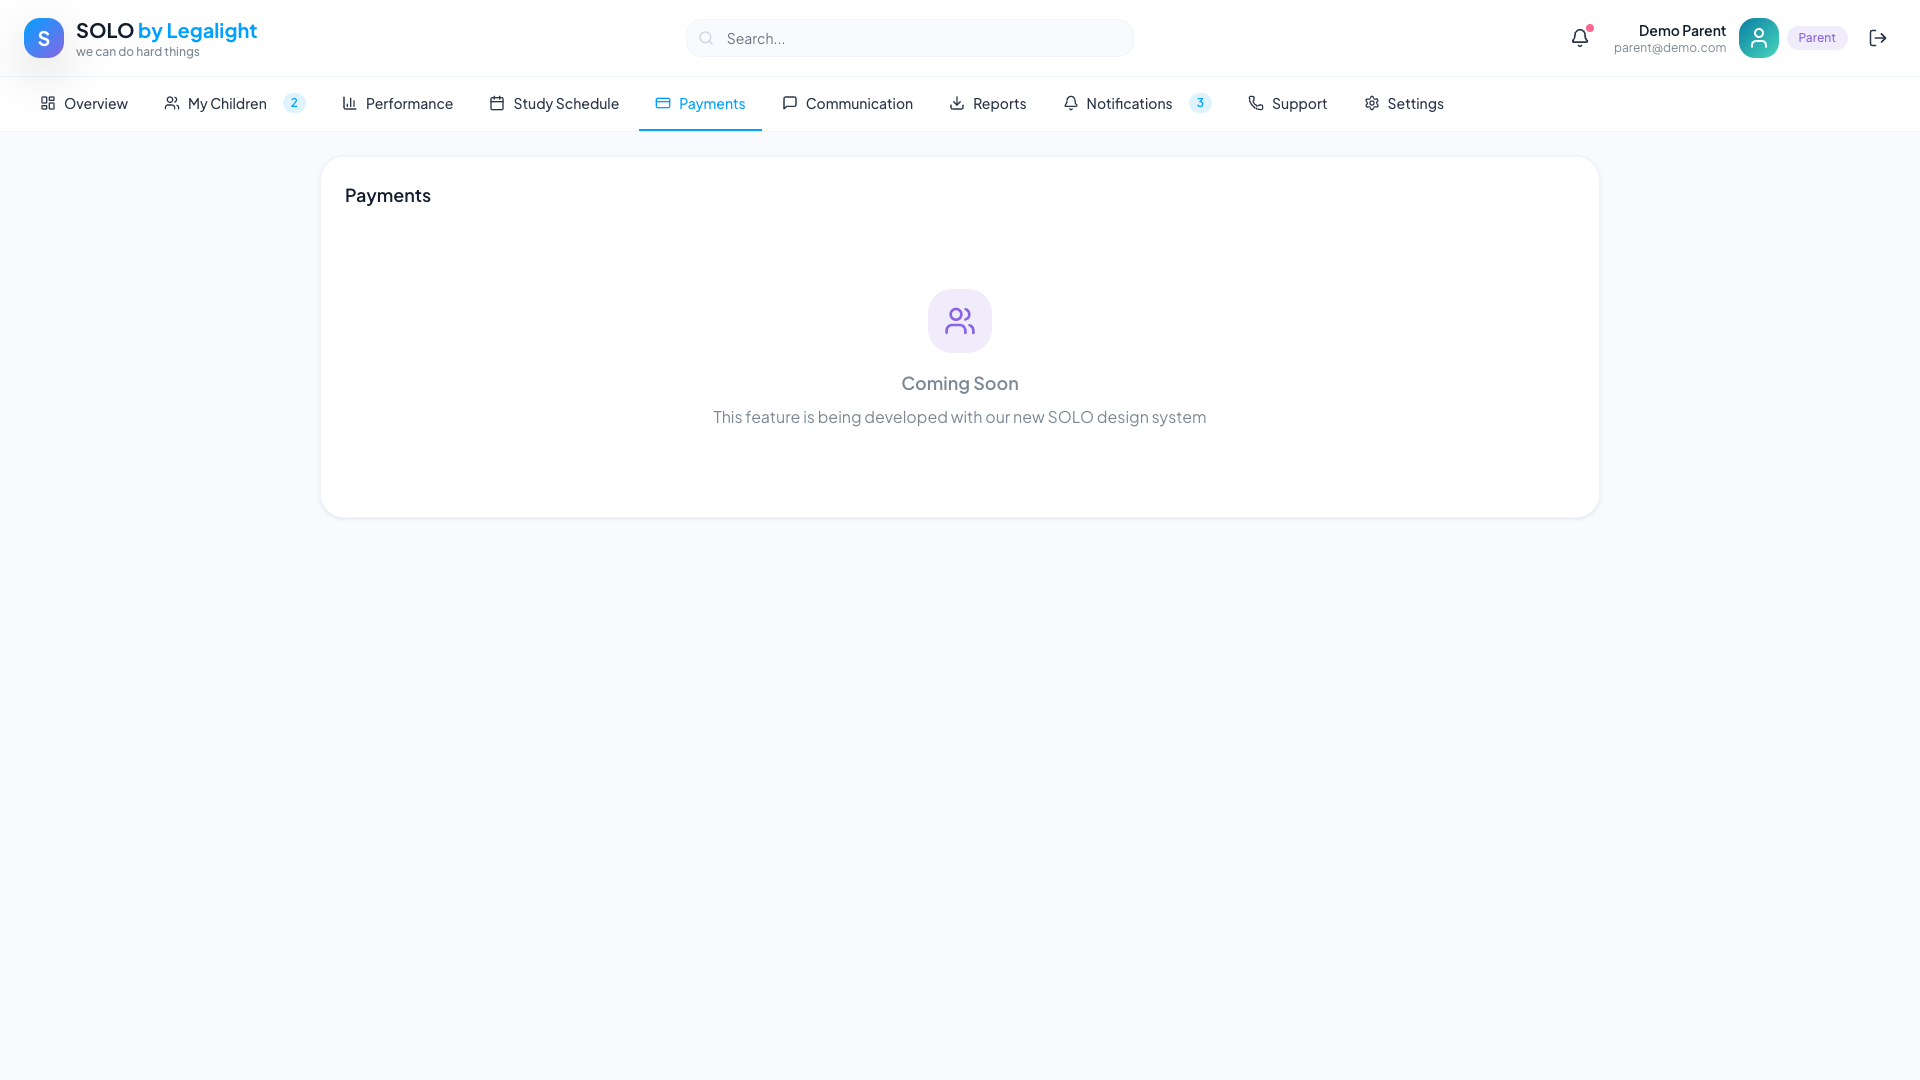 S
SOLO by Legalight
we can do hard things
Search...
Demo Parent
parent@demo.com
Parent
Overview
My Children 2
Performance
Study Schedule
Payments
Communication
Reports
Notifications 3
Support
Settings
Payments
Coming Soon
This feature is being developed with our new SOLO design system